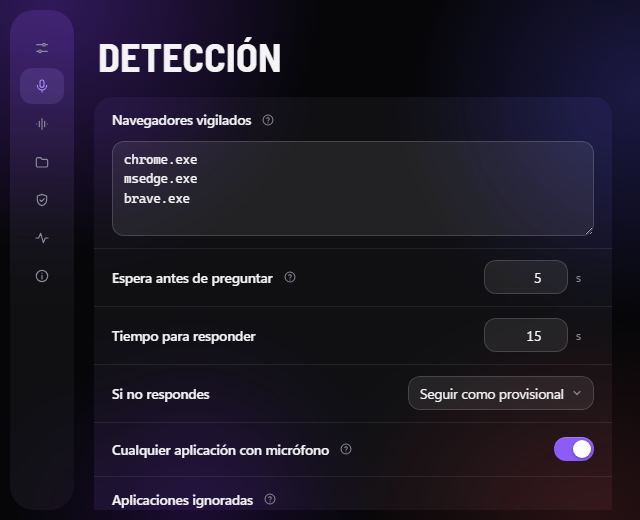 DETECCIÓN
Navegadores vigilados
chrome.exe
msedge.exe
brave.exe
Espera antes de preguntar 5 s
Tiempo para responder 15 s
Si no respondes Seguir como provisional
Cualquier aplicación con micrófono
Aplicaciones ignoradas